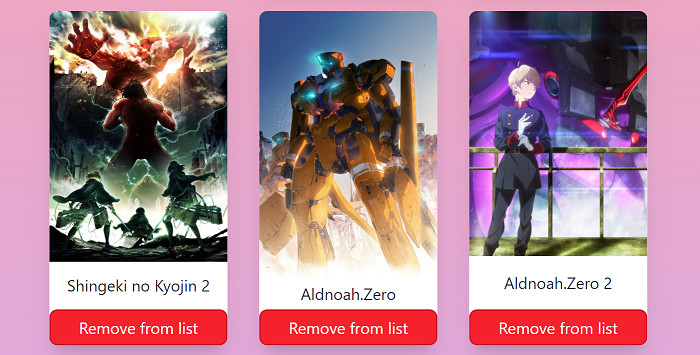 Shingeki no Kyojin 2
Aldnoah.Zero
Aldnoah.Zero 2
Remove from list
Remove from list
Remove from list